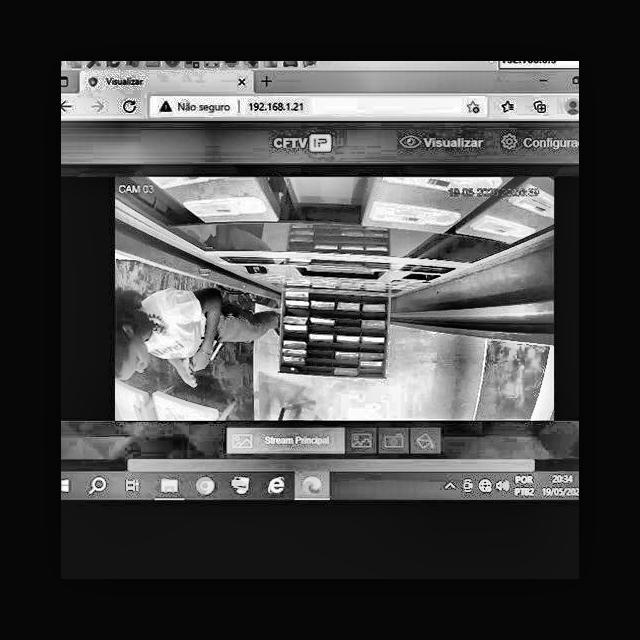 Visualizar
Não seguro
192.168.1.21
CFTV IP
Visualizar
Configura
CAM 03
Stream Principal
POR
20:34
PTB2
19/05/202